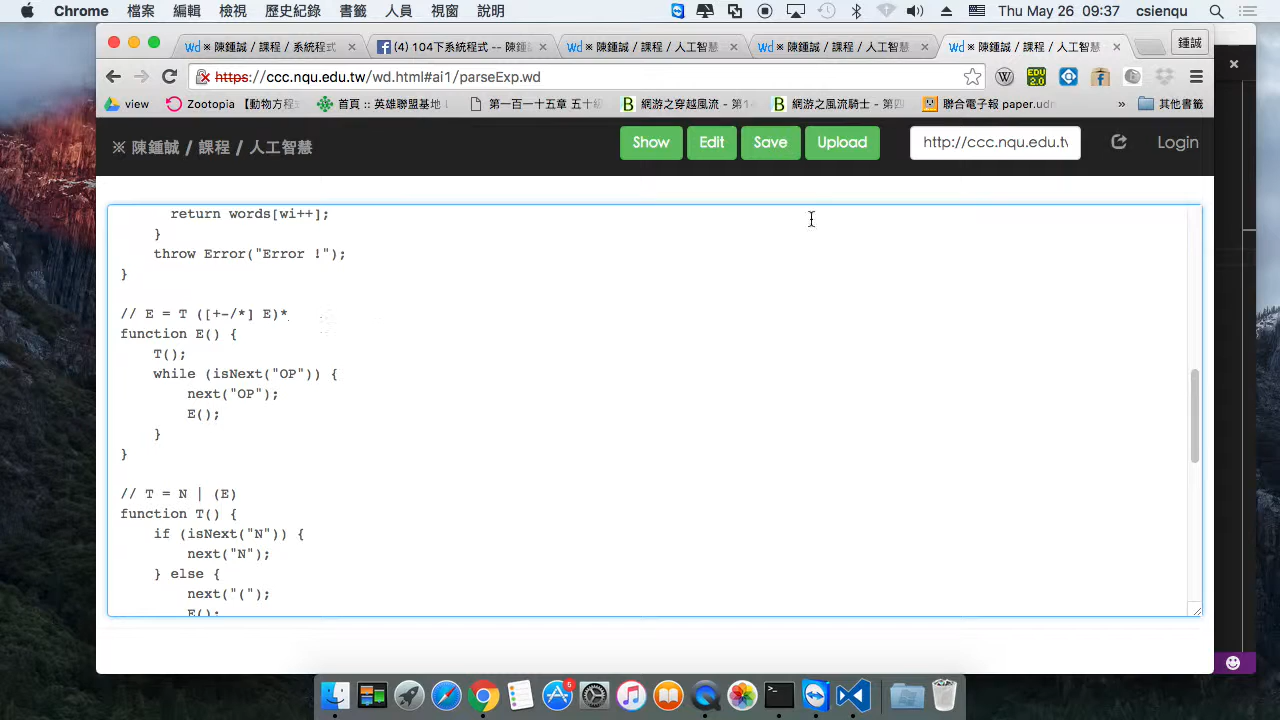 Chrome 檔案 編輯 檢視 歷史紀錄 書籤 人員 視窗 說明 Thu May 26 09:37 csienqu
※ 陳鍾誠 / 課程 / 系統程式
(4) 104下系統程式 -- 陳鍾
※ 陳鍾誠 / 課程 / 人工智慧
※ 陳鍾誠 / 課程 / 人工智慧
※ 陳鍾誠 / 課程 / 人工智慧
鍾誠
https://ccc.nqu.edu.tw/wd.html#ai1/parseExp.wd
view Zootopia 【動物方程 首頁 :: 英雄聯盟基地 第一百一十五章 五十級 網游之穿越風流 - 第14 網游之風流騎士 - 第四 聯合電子報 paper.udn » 其他書籤
※ 陳鍾誠 / 課程 / 人工智慧 Show Edit Save Upload http://ccc.nqu.edu.tv Login
return words[wi++];
}
throw Error("Error !");
}
// E = T ([+-/*] E)*
function E() {
T();
while (isNext("OP")) {
next("OP");
E();
}
}
// T = N | (E)
function T() {
if (isNext("N")) {
next("N");
} else {
next("(");
E();
6